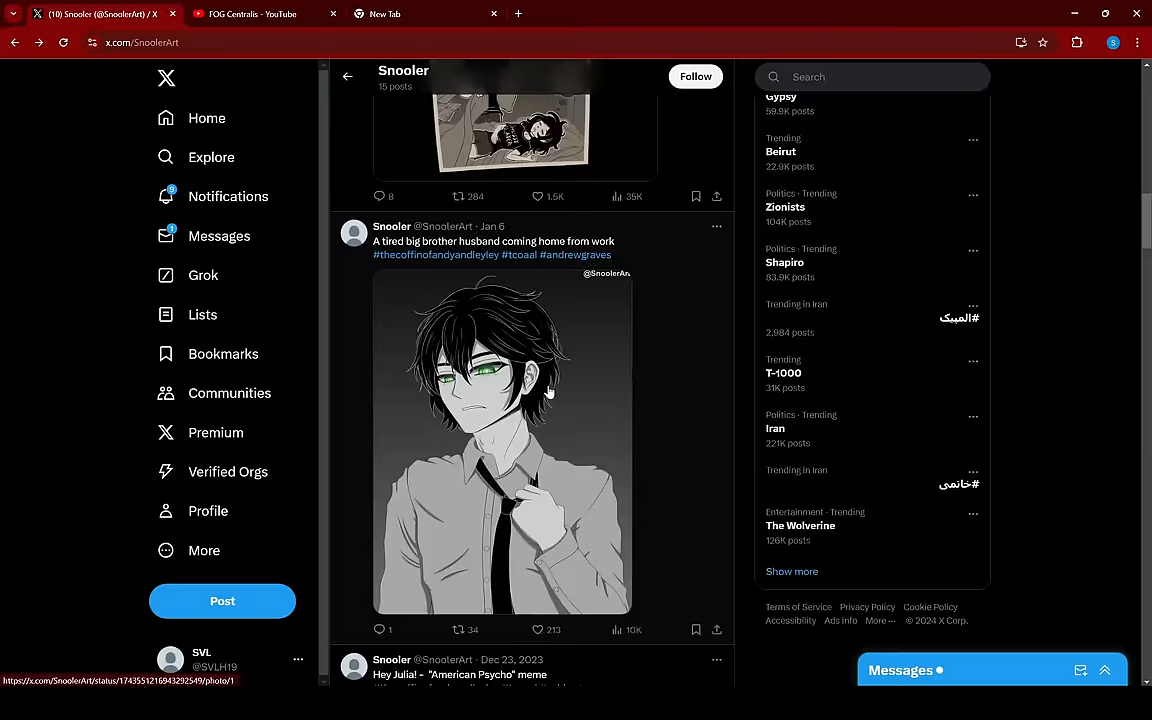 (10) Snooler (@SnoolerArt) / X
FOG Centralis - YouTube
New Tab
x.com/SnoolerArt
S
Home
Explore
9
Notifications
1
Messages
Grok
Lists
Bookmarks
Communities
Premium
Verified Orgs
Profile
More
Post
SVL
@SVLH19
https://x.com/SnoolerArt/status/1743551216943292549/photo/1
Snooler
15 posts
Follow
8
284
1.5K
35K
Snooler @SnoolerArt · Jan 6
A tired big brother husband coming home from work
#thecoffinofandyandleyley #tcoaal #andrewgraves
@SnoolerArt
1
34
213
10K
Snooler @SnoolerArt · Dec 23, 2023
Hey Julia! - "American Psycho" meme
Search
Gypsy
59.9K posts
Trending
Beirut
22.9K posts
Politics · Trending
Zionists
104K posts
Politics · Trending
Shapiro
83.9K posts
Trending in Iran
#المپیک
2,984 posts
Trending
T-1000
31K posts
Politics · Trending
Iran
221K posts
Trending in Iran
#خاتمی
Entertainment · Trending
The Wolverine
126K posts
Show more
Terms of Service Privacy Policy Cookie Policy
Accessibility Ads info More ··· © 2024 X Corp.
Messages